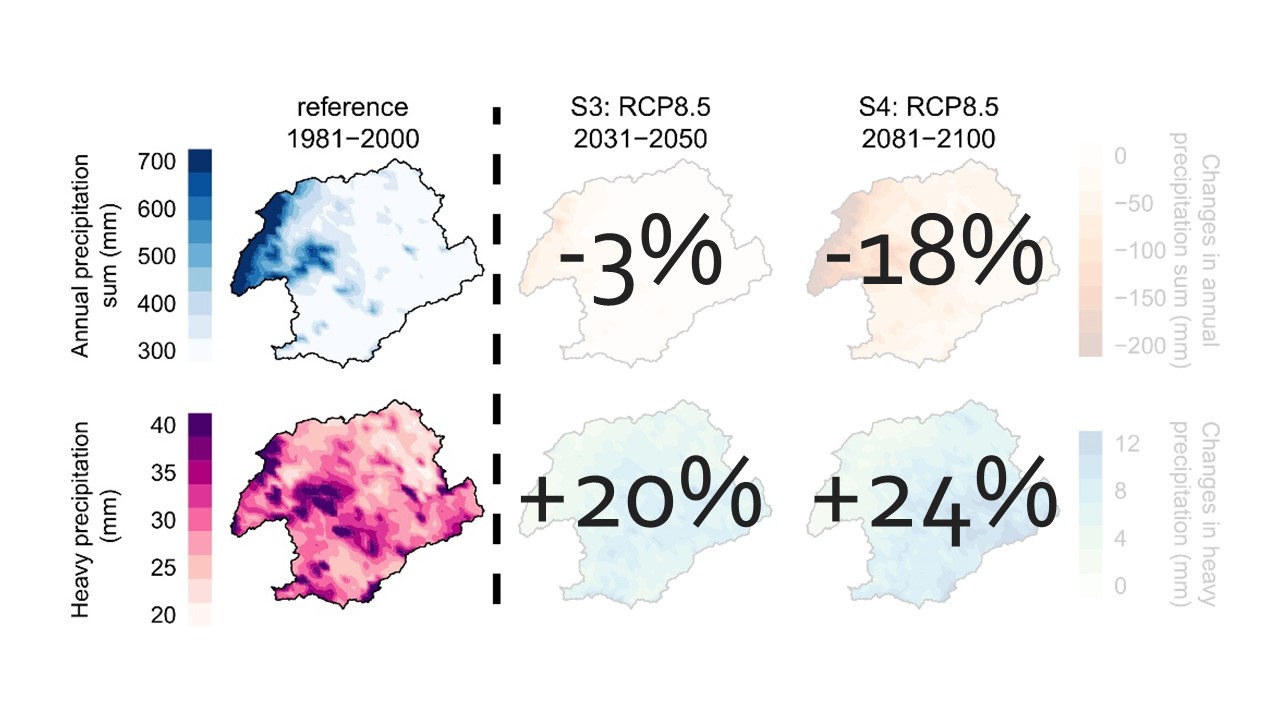 reference
1981−2000
S3: RCP8.5
2031−2050
S4: RCP8.5
2081−2100
Annual precipitation
sum (mm)
700
600
500
400
300
-3%
-18%
0
−50
−100
−150
−200
Changes in annual
precipitation sum (mm)
Heavy precipitation
(mm)
40
35
30
25
20
+20%
+24%
12
8
4
0
Changes in heavy
precipitation (mm)